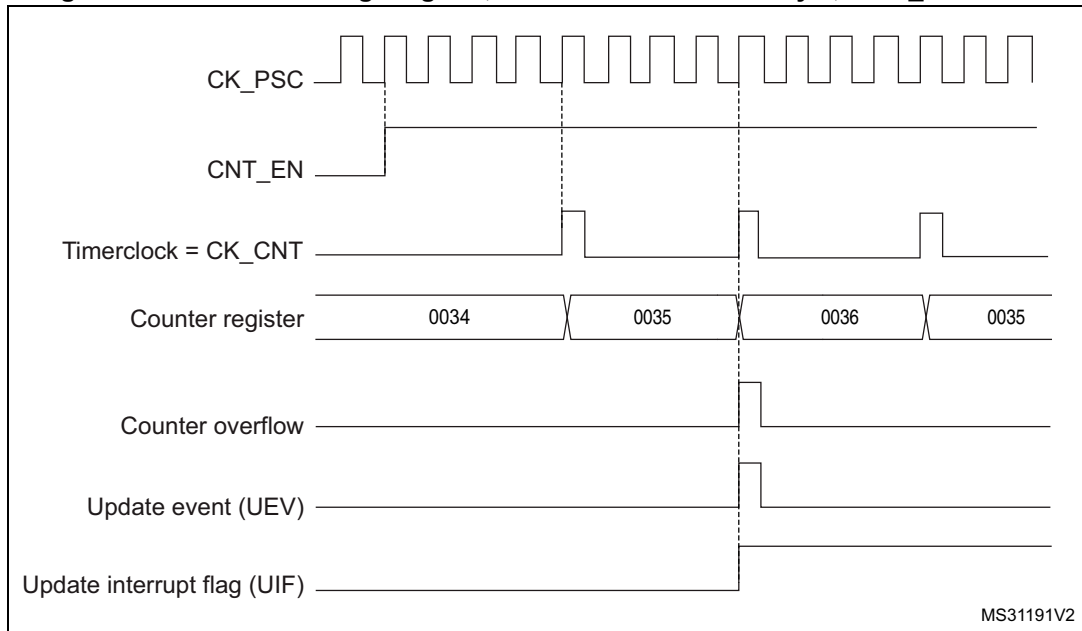 CK_PSC
CNT_EN
Timerclock = CK_CNT
Counter register 0034 0035 0036 0035
Counter overflow
Update event (UEV)
Update interrupt flag (UIF)
MS31191V2